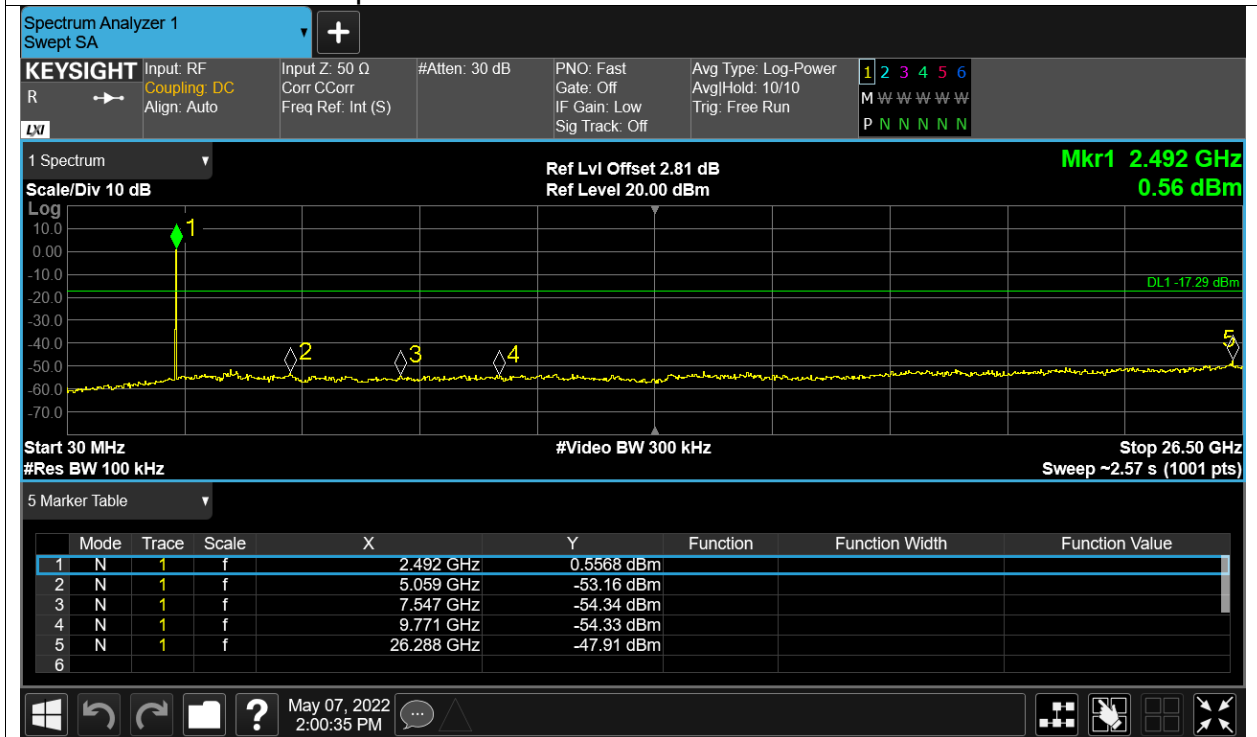 Spectrum Analyzer 1
Swept SA
+
KEYSIGHT
R
LXI
Input: RF
Coupling: DC
Align: Auto
Input Z: 50 Ω
Corr CCorr
Freq Ref: Int (S)
#Atten: 30 dB
PNO: Fast
Gate: Off
IF Gain: Low
Sig Track: Off
Avg Type: Log-Power
Avg|Hold: 10/10
Trig: Free Run
1 2 3 4 5 6
M W W W W W
P N N N N N
1 Spectrum
Scale/Div 10 dB
Ref Lvl Offset 2.81 dB
Ref Level 20.00 dBm
Mkr1 2.492 GHz
0.56 dBm
Log
10.0
0.00
-10.0
-20.0
-30.0
-40.0
-50.0
-60.0
-70.0
1
2
3
4
5
DL1 -17.29 dBm
Start 30 MHz
#Res BW 100 kHz
#Video BW 300 kHz
Stop 26.50 GHz
Sweep ~2.57 s (1001 pts)
5 Marker Table
Mode Trace Scale X Y Function Function Width Function Value
1 N 1 f 2.492 GHz 0.5568 dBm
2 N 1 f 5.059 GHz -53.16 dBm
3 N 1 f 7.547 GHz -54.34 dBm
4 N 1 f 9.771 GHz -54.33 dBm
5 N 1 f 26.288 GHz -47.91 dBm
6
?
May 07, 2022
2:00:35 PM